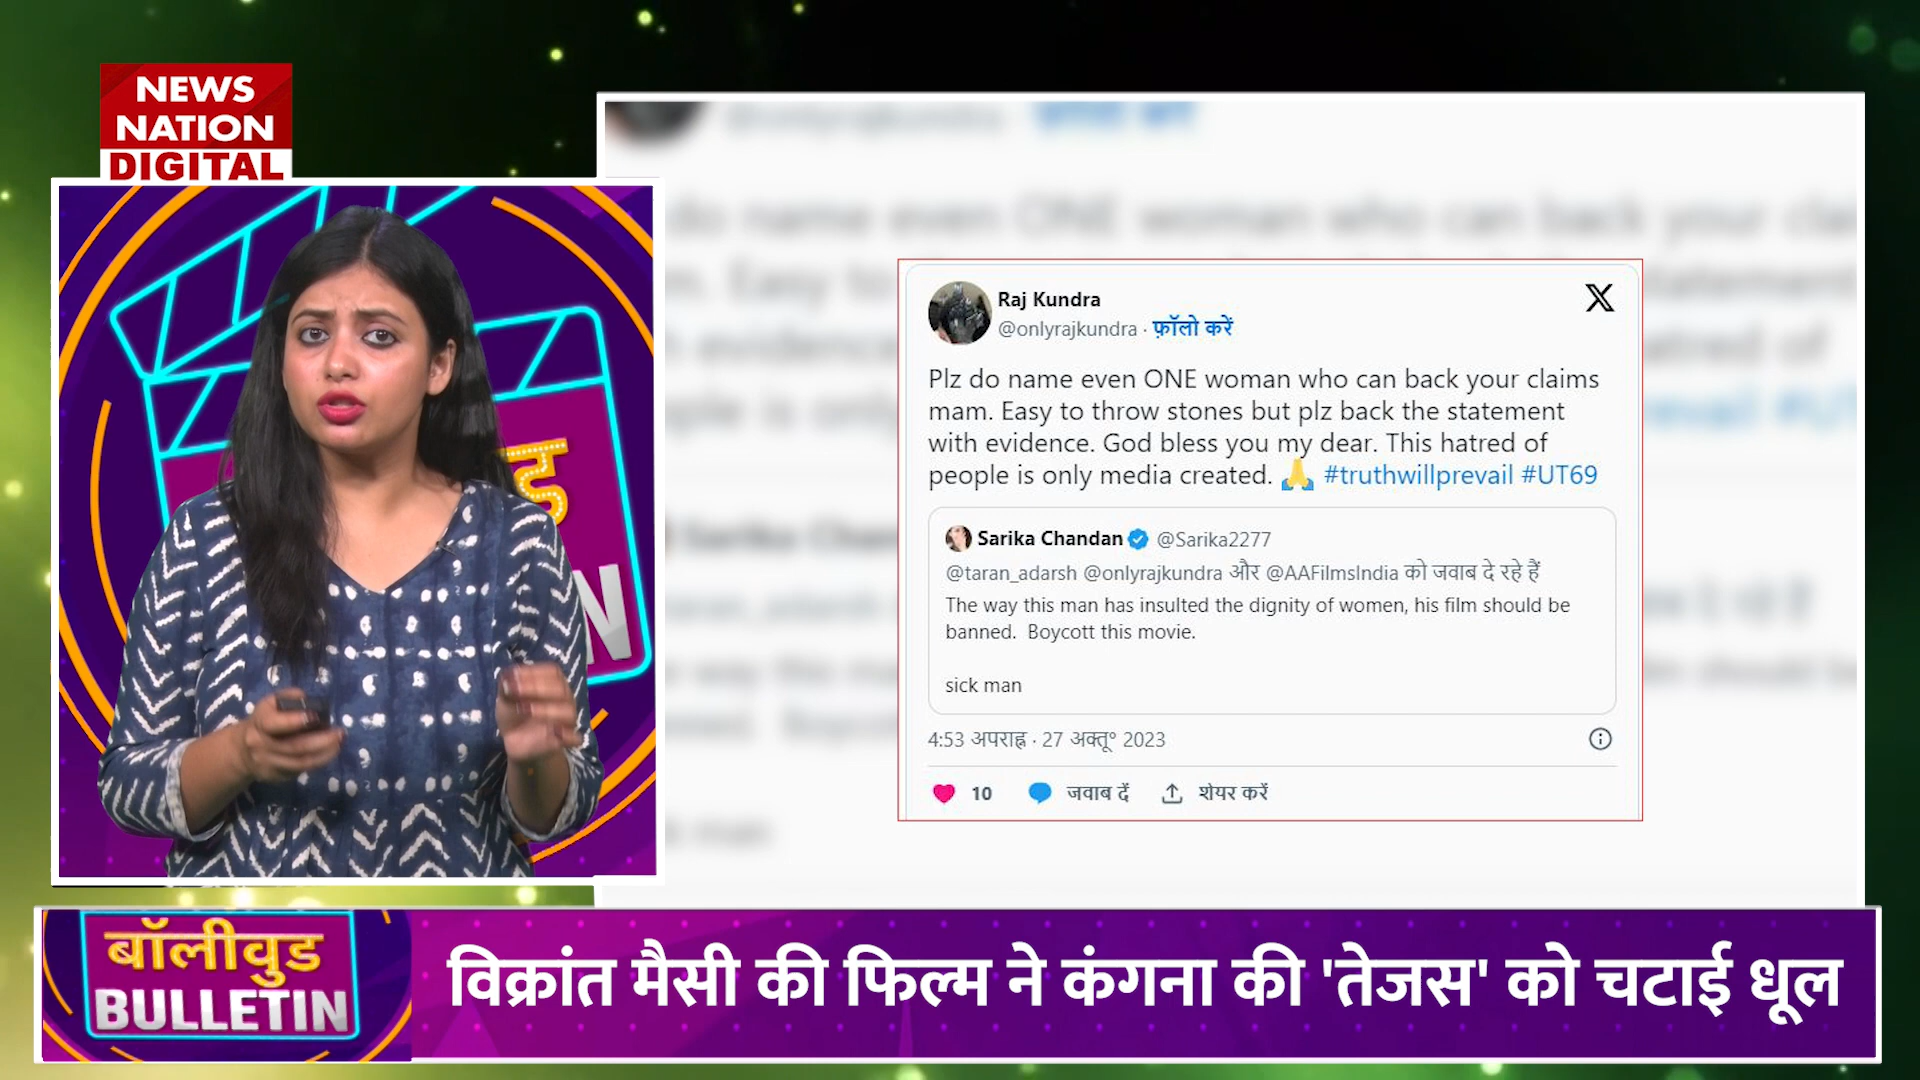 NEWS
NATION
DIGITAL
Raj Kundra
@onlyrajkundra · फ़ॉलो करें
Plz do name even ONE woman who can back your claims
mam. Easy to throw stones but plz back the statement
with evidence. God bless you my dear. This hatred of
people is only media created. 🙏 #truthwillprevail #UT69
Sarika Chandan @Sarika2277
@taran_adarsh @onlyrajkundra और @AAFilmsIndia को जवाब दे रहे हैं
The way this man has insulted the dignity of women, his film should be
banned.  Boycott this movie.
sick man
4:53 अपराह्न · 27 अक्तू॰ 2023
10 जवाब दें शेयर करें
बॉलीवुड
BULLETIN
विक्रांत मैसी की फिल्म ने कंगना की 'तेजस' को चटाई धूल